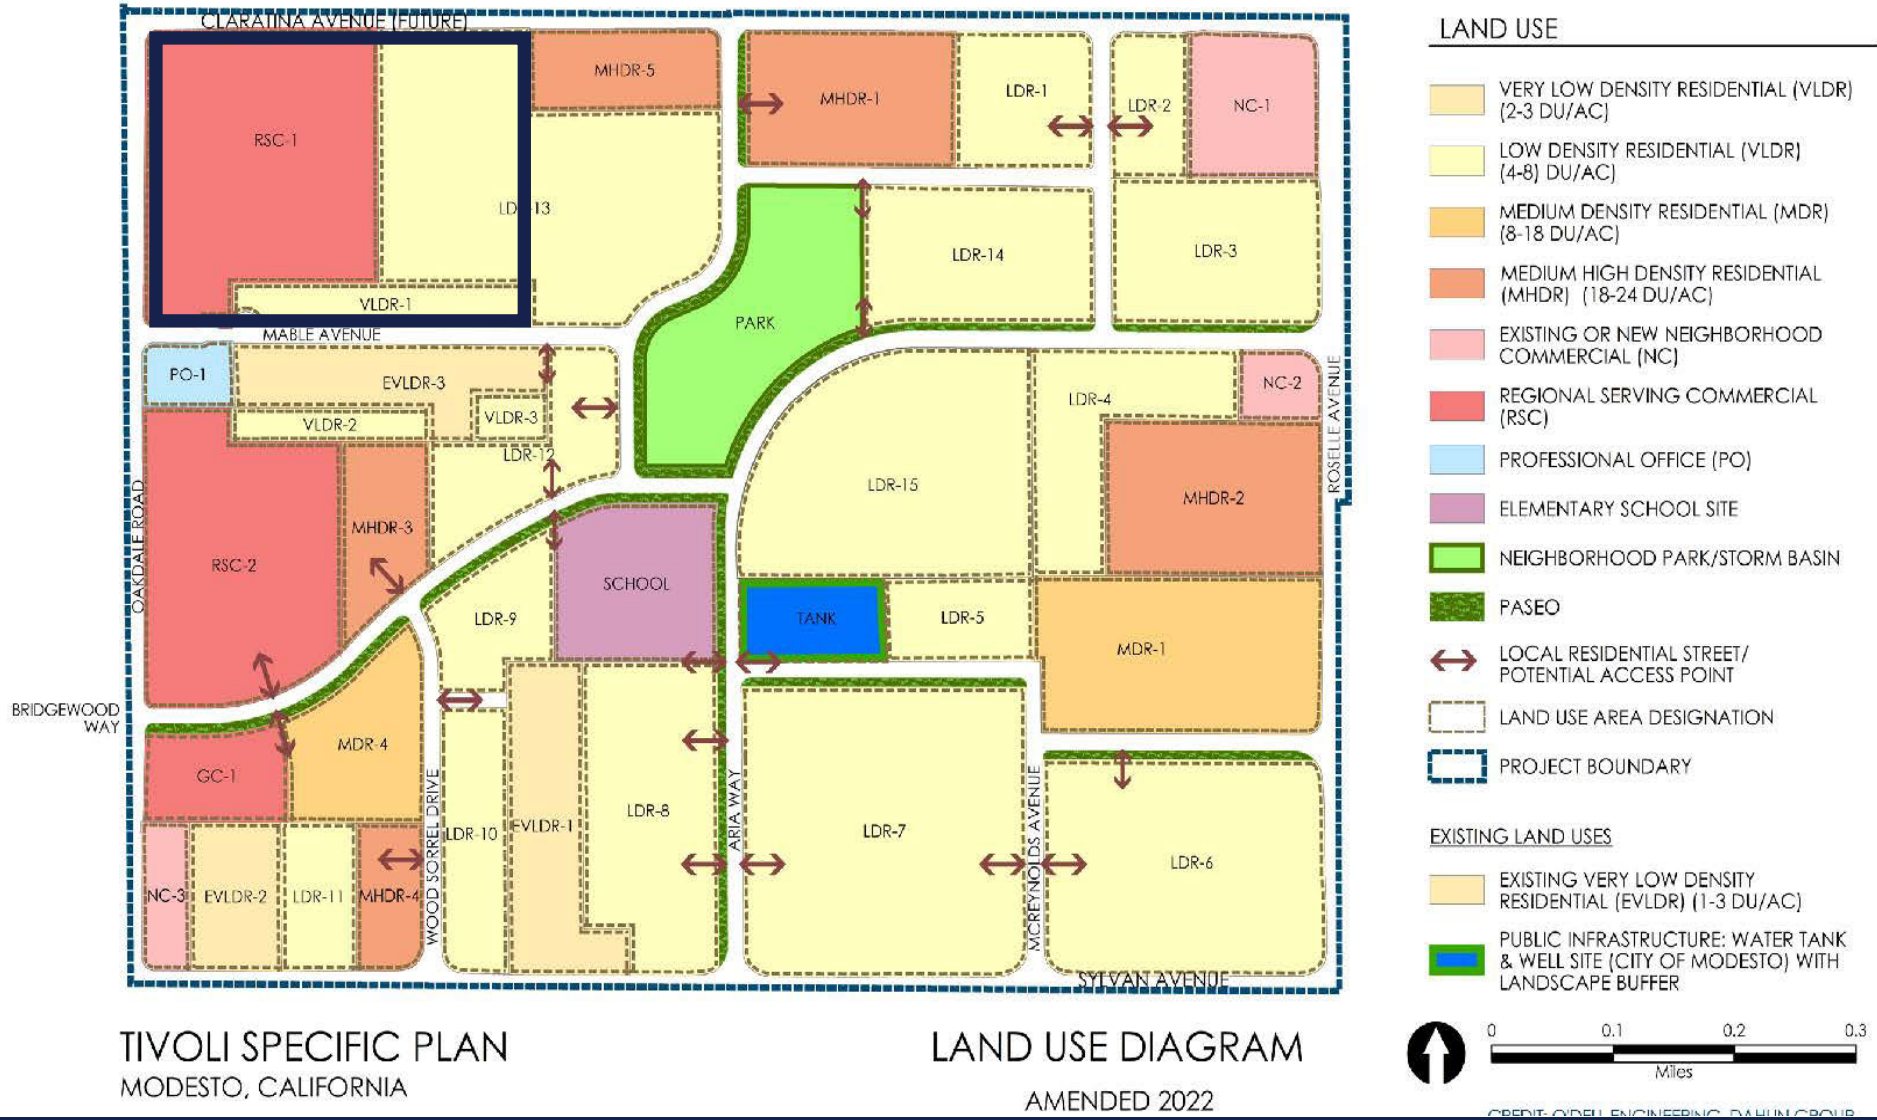 CLARATINA AVENUE (FUTURE)
RSC-1
MHDR-5
MHDR-1
LDR-1
LDR-2
NC-1
LDR-13
LDR-14
LDR-3
VLDR-1
PARK
MABLE AVENUE
PO-1
EVLDR-3
VLDR-3
VLDR-2
LDR-12
LDR-4
NC-2
ROSELLE AVENUE
OAKDALE ROAD
RSC-2
MHDR-3
LDR-15
MHDR-2
SCHOOL
LDR-9
TANK
LDR-5
MDR-1
BRIDGEWOOD
WAY
MDR-4
GC-1
WOOD SORREL DRIVE
LDR-10
EVLDR-1
LDR-8
ARIA WAY
LDR-7
MCREYNOLDS AVENUE
LDR-6
NC-3
EVLDR-2
LDR-11
MHDR-4
SYLVAN AVENUE
LAND USE
VERY LOW DENSITY RESIDENTIAL (VLDR)
(2-3 DU/AC)
LOW DENSITY RESIDENTIAL (VLDR)
(4-8) DU/AC)
MEDIUM DENSITY RESIDENTIAL (MDR)
(8-18 DU/AC)
MEDIUM HIGH DENSITY RESIDENTIAL
(MHDR) (18-24 DU/AC)
EXISTING OR NEW NEIGHBORHOOD
COMMERCIAL (NC)
REGIONAL SERVING COMMERCIAL
(RSC)
PROFESSIONAL OFFICE (PO)
ELEMENTARY SCHOOL SITE
NEIGHBORHOOD PARK/STORM BASIN
PASEO
LOCAL RESIDENTIAL STREET/
POTENTIAL ACCESS POINT
LAND USE AREA DESIGNATION
PROJECT BOUNDARY
EXISTING LAND USES
EXISTING VERY LOW DENSITY
RESIDENTIAL (EVLDR) (1-3 DU/AC)
PUBLIC INFRASTRUCTURE: WATER TANK
& WELL SITE (CITY OF MODESTO) WITH
LANDSCAPE BUFFER
0 0.1 0.2 0.3
Miles
TIVOLI SPECIFIC PLAN
MODESTO, CALIFORNIA
LAND USE DIAGRAM
AMENDED 2022
CREDIT: O'DELL ENGINEERING, DAHLIN GROUP